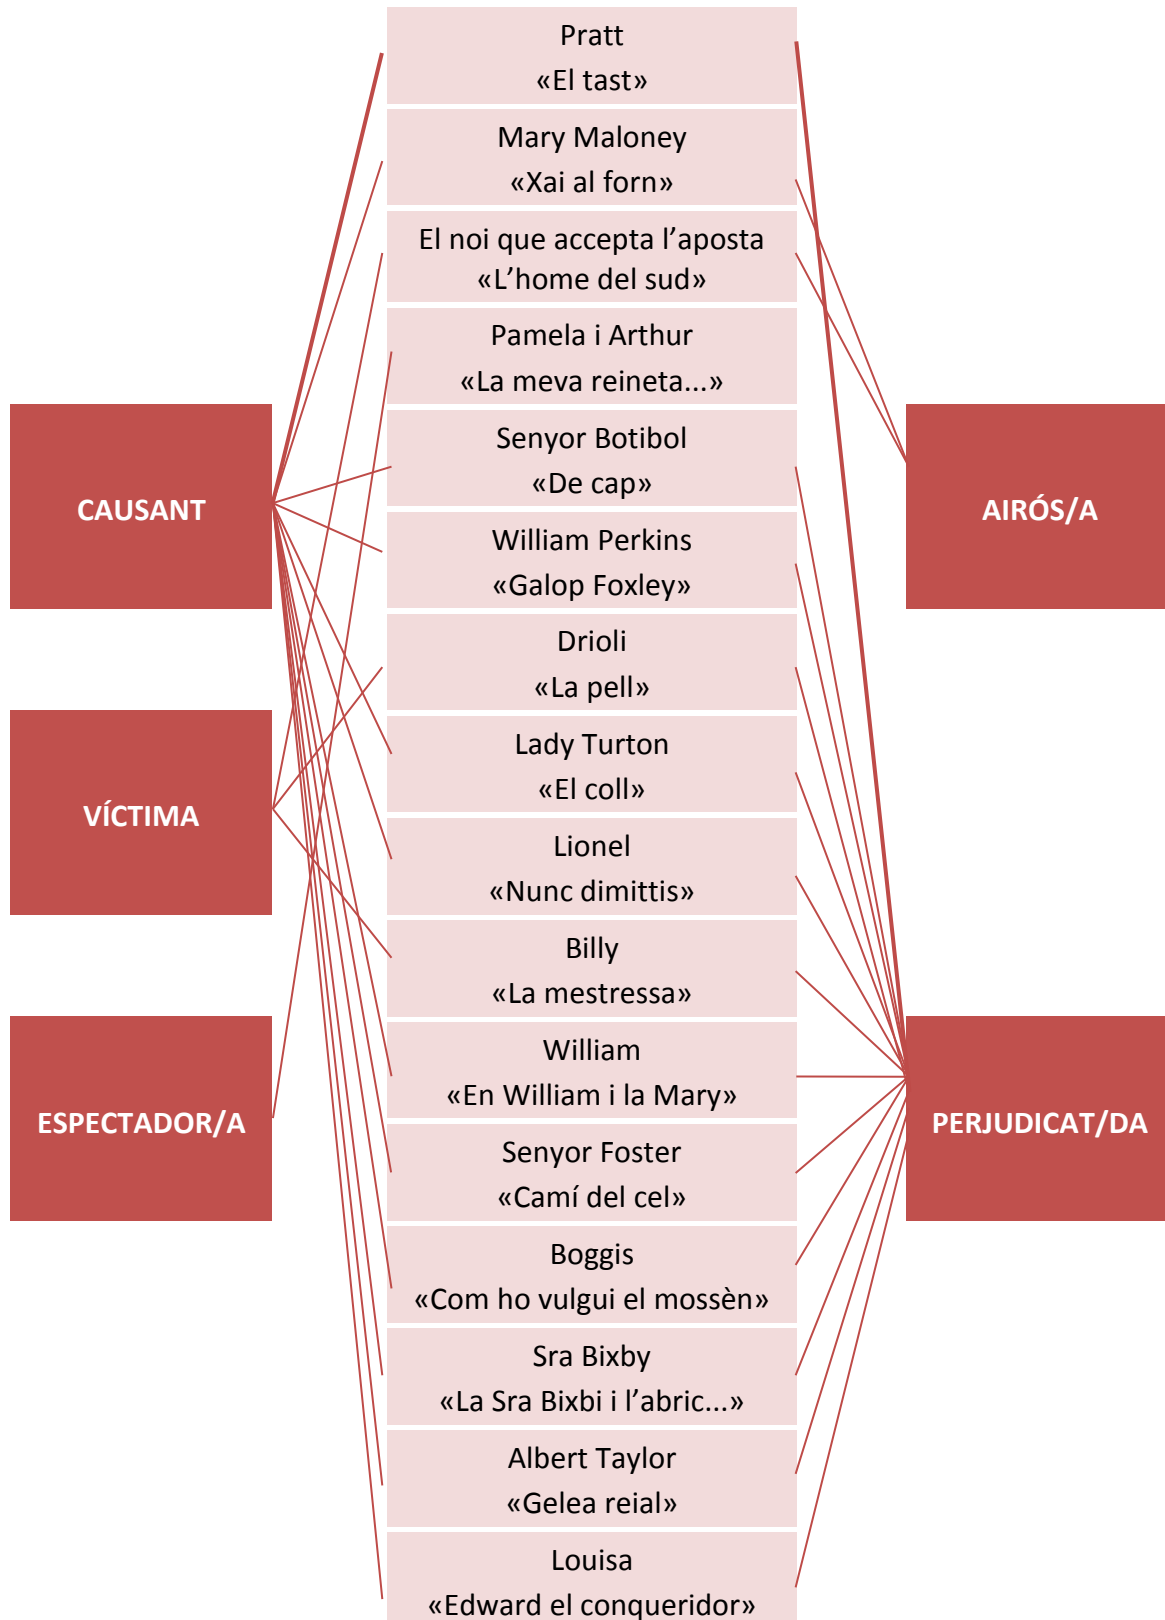 Pratt
«El tast»
Mary Maloney
«Xai al forn»
El noi que accepta l’aposta
«L’home del sud»
Pamela i Arthur
«La meva reineta...»
Senyor Botibol
«De cap»
William Perkins
«Galop Foxley»
Drioli
«La pell»
Lady Turton
«El coll»
Lionel
«Nunc dimittis»
Billy
«La mestressa»
William
«En William i la Mary»
Senyor Foster
«Camí del cel»
Boggis
«Com ho vulgui el mossèn»
Sra Bixby
«La Sra Bixbi i l’abric...»
Albert Taylor
«Gelea reial»
Louisa
«Edward el conqueridor»
CAUSANT
VÍCTIMA
ESPECTADOR/A
AIRÓS/A
PERJUDICAT/DA